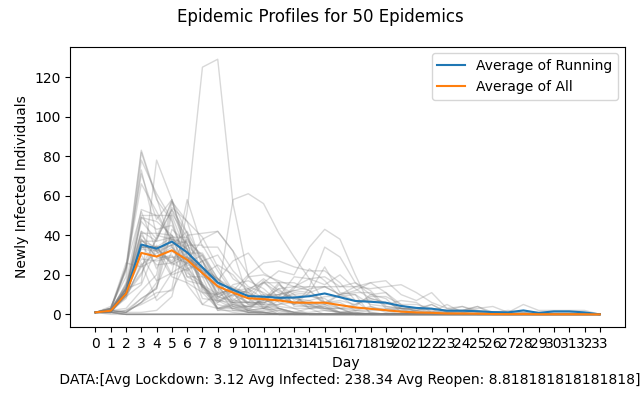 Epidemic Profiles for 50 Epidemics
Average of Running
Average of All
Newly Infected Individuals
120
100
80
60
40
20
0
0 1 2 3 4 5 6 7 8 9 10 11 12 13 14 15 16 17 18 19 20 21 22 23 24 25 26 27 28 29 30 31 32 33
Day
DATA:[Avg Lockdown: 3.12 Avg Infected: 238.34 Avg Reopen: 8.818181818181818]